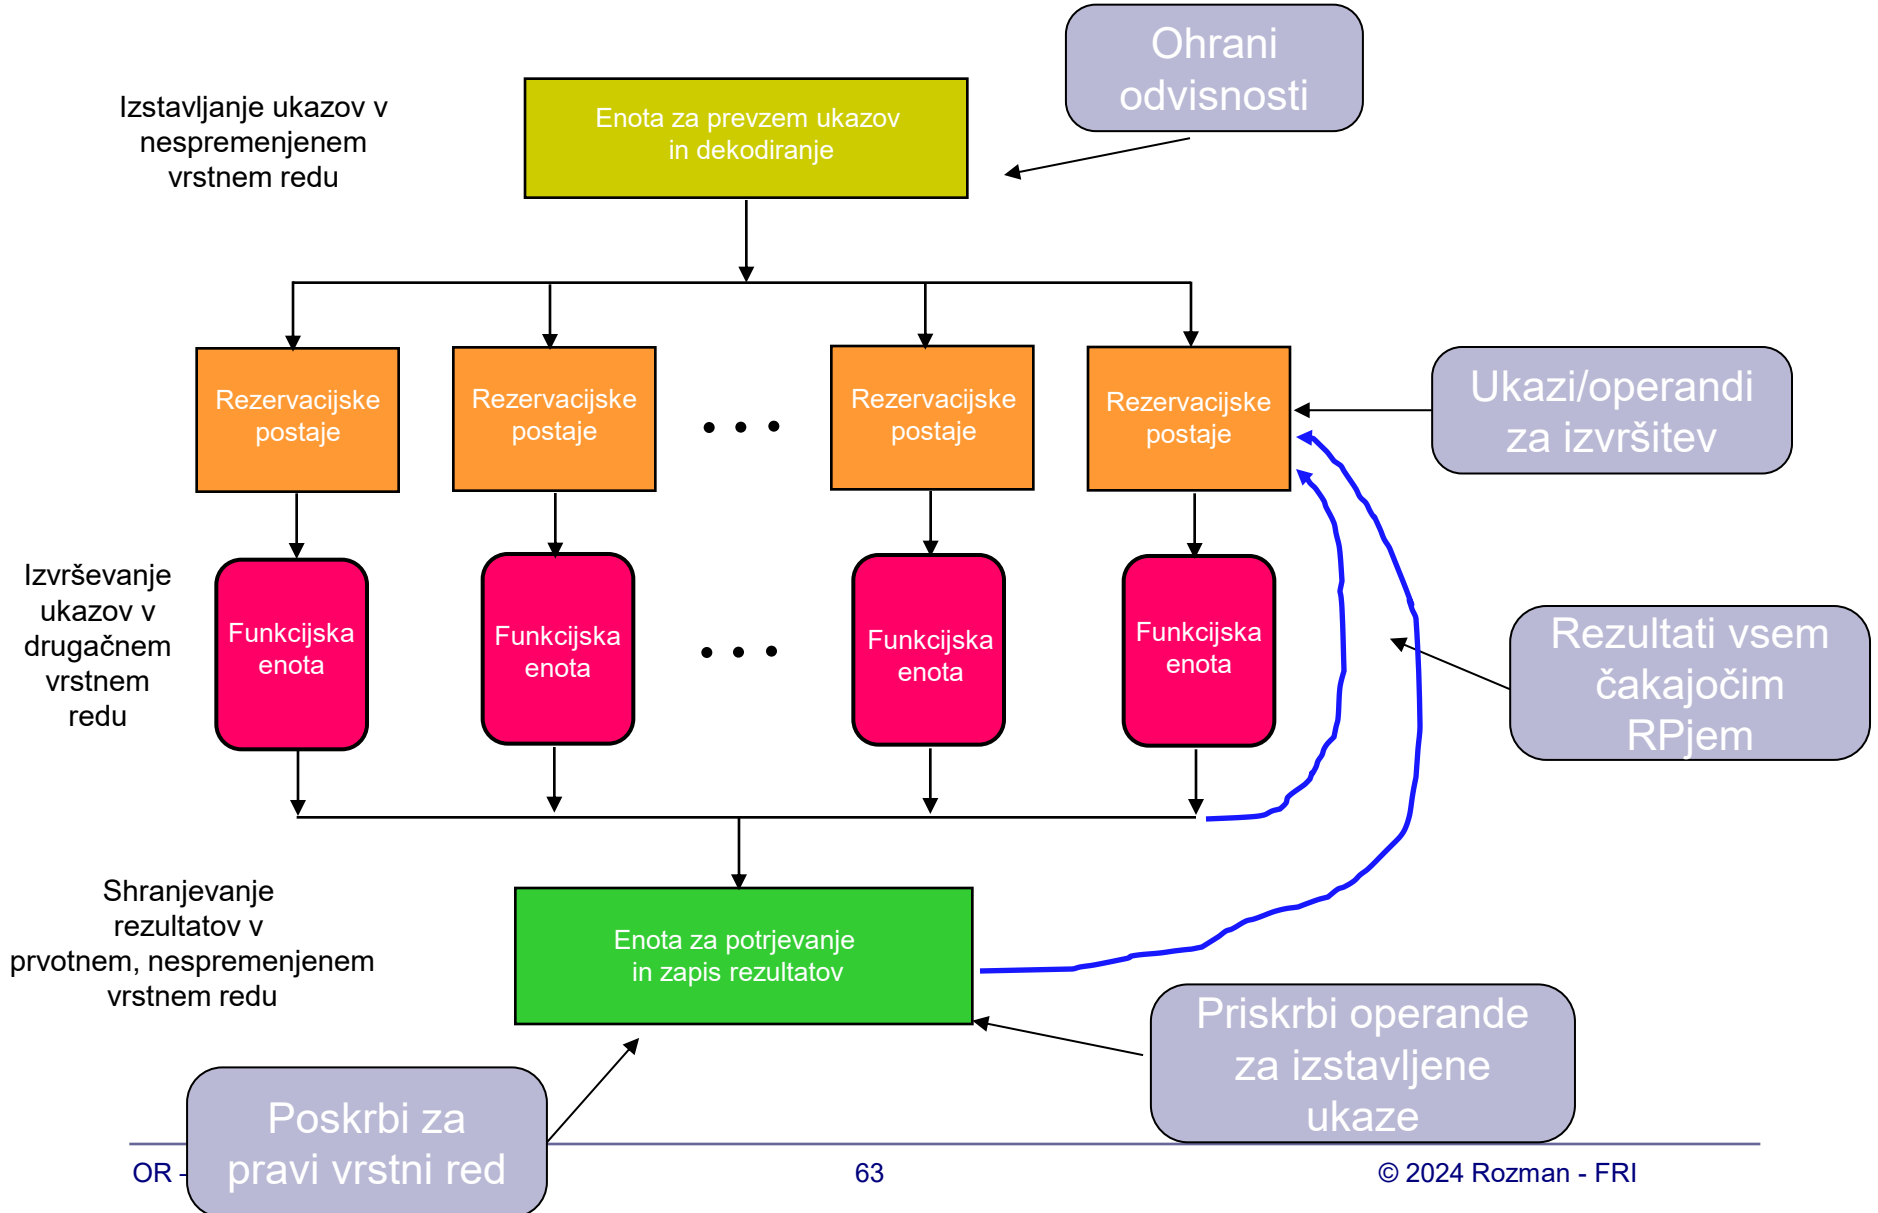 Ohrani
odvisnosti
Izstavljanje ukazov v
nespremenjenem
vrstnem redu
Enota za prevzem ukazov
in dekodiranje
Rezervacijske
postaje
Rezervacijske
postaje
Rezervacijske
postaje
Rezervacijske
postaje
Ukazi/operandi
za izvršitev
Izvrševanje
ukazov v
drugačnem
vrstnem
redu
Funkcijska
enota
Funkcijska
enota
Funkcijska
enota
Funkcijska
enota
Rezultati vsem
čakajočim
RPjem
Shranjevanje
rezultatov v
prvotnem, nespremenjenem
vrstnem redu
Enota za potrjevanje
in zapis rezultatov
Priskrbi operande
za izstavljene
ukaze
Poskrbi za
pravi vrstni red
OR -
63
© 2024 Rozman - FRI